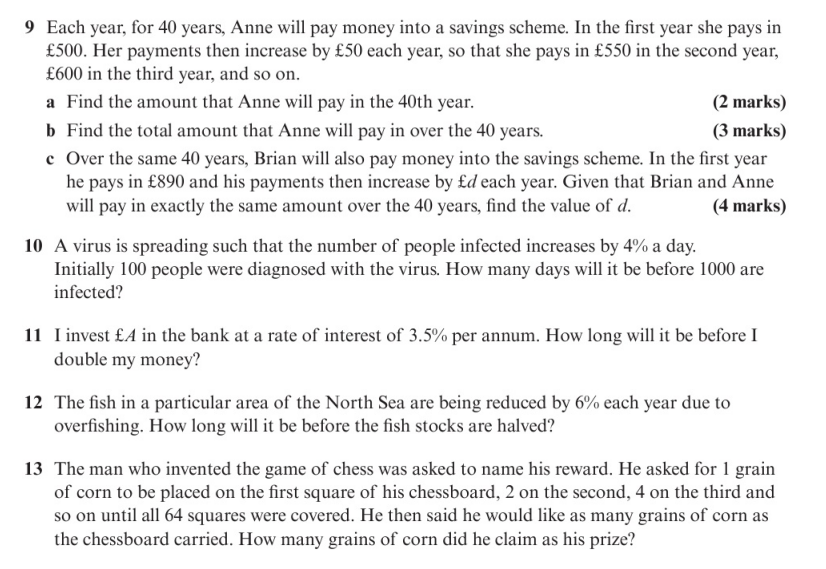 9 Each year, for 40 years, Anne will pay money into a savings scheme. In the first year she pays in
£500. Her payments then increase by £50 each year, so that she pays in £550 in the second year,
£600 in the third year, and so on.
a Find the amount that Anne will pay in the 40th year. (2 marks)
b Find the total amount that Anne will pay in over the 40 years. (3 marks)
c Over the same 40 years, Brian will also pay money into the savings scheme. In the first year
he pays in £890 and his payments then increase by £d each year. Given that Brian and Anne
will pay in exactly the same amount over the 40 years, find the value of d. (4 marks)
10 A virus is spreading such that the number of people infected increases by 4% a day.
Initially 100 people were diagnosed with the virus. How many days will it be before 1000 are
infected?
11 I invest £A in the bank at a rate of interest of 3.5% per annum. How long will it be before I
double my money?
12 The fish in a particular area of the North Sea are being reduced by 6% each year due to
overfishing. How long will it be before the fish stocks are halved?
13 The man who invented the game of chess was asked to name his reward. He asked for 1 grain
of corn to be placed on the first square of his chessboard, 2 on the second, 4 on the third and
so on until all 64 squares were covered. He then said he would like as many grains of corn as
the chessboard carried. How many grains of corn did he claim as his prize?